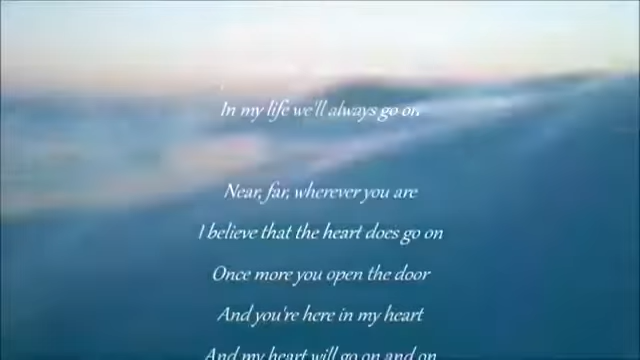 In my life we'll always go on
Near, far, wherever you are
I believe that the heart does go on
Once more you open the door
And you're here in my heart
And my heart will go on and on